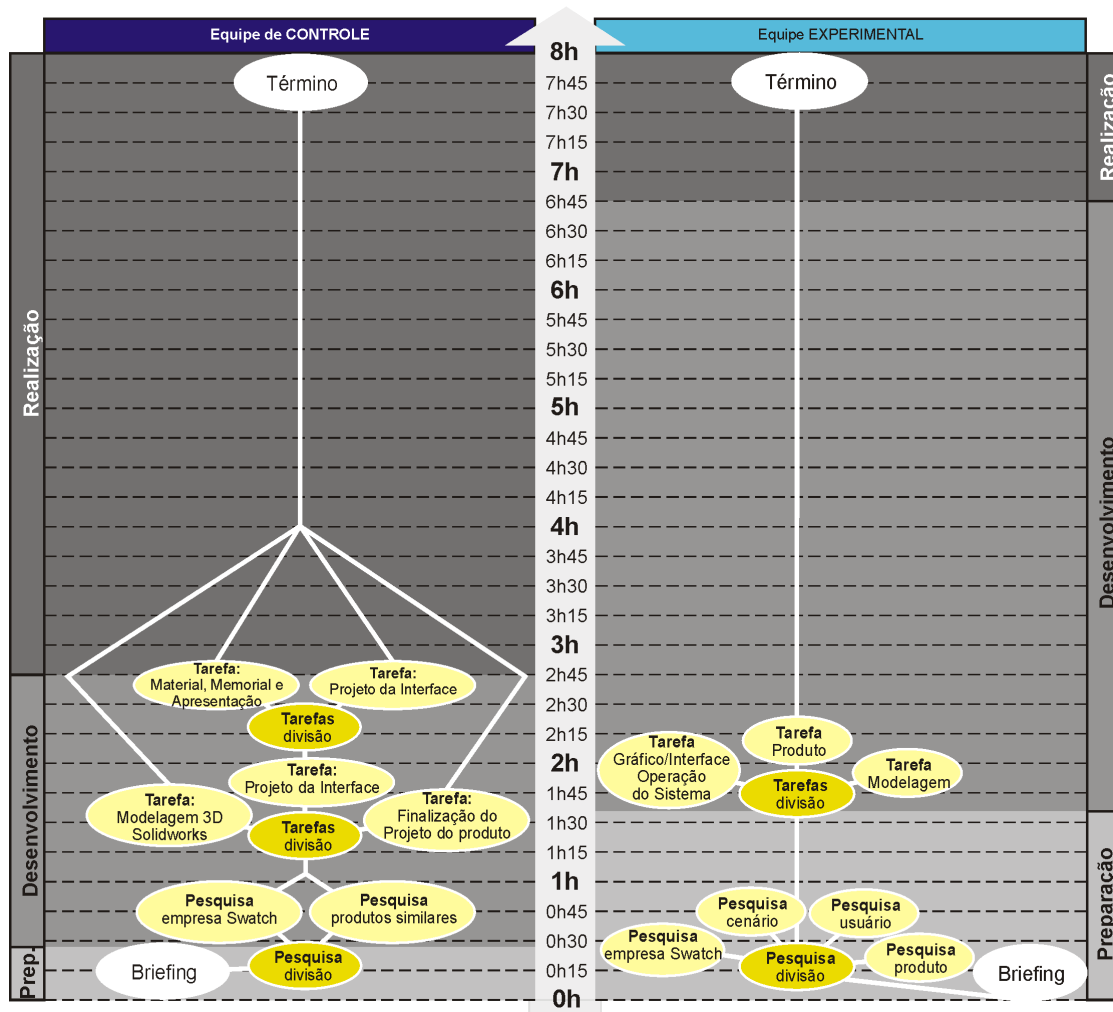 Equipe de CONTROLE
Equipe EXPERIMENTAL
8h
7h45
7h30
7h15
7h
6h45
6h30
6h15
6h
5h45
5h30
5h15
5h
4h45
4h30
4h15
4h
3h45
3h30
3h15
3h
2h45
2h30
2h15
2h
1h45
1h30
1h15
1h
0h45
0h30
0h15
0h
Realização
Desenvolvimento
Prep.
Término
Tarefa:
Material, Memorial e
Apresentação
Tarefa:
Projeto da Interface
Tarefas
divisão
Tarefa:
Projeto da Interface
Tarefa:
Modelagem 3D
Solidworks
Tarefas
divisão
Tarefa:
Finalização do
Projeto do produto
Pesquisa
empresa Swatch
Pesquisa
produtos similares
Pesquisa
divisão
Briefing
Término
Tarefa
Produto
Tarefa
Gráfico/Interface
Operação
do Sistema
Tarefas
divisão
Tarefa
Modelagem
Pesquisa
cenário
Pesquisa
usuário
Pesquisa
empresa Swatch
Pesquisa
divisão
Pesquisa
produto
Briefing
Realização
Desenvolvimento
Preparação